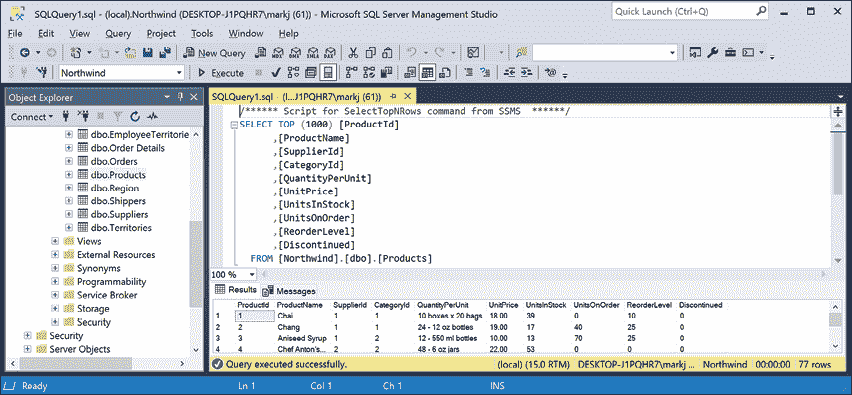 SQLQuery1.sql - (local).Northwind (DESKTOP-J1PQHR7\markj (61)) - Microsoft SQL Server Management Studio
Quick Launch (Ctrl+Q)
File Edit View Query Project Tools Window Help
New Query MDX DMX XMLA DAX
Northwind Execute
Object Explorer
SQLQuery1.sql - (l...J1PQHR7\markj (61))
Connect
dbo.EmployeeTerritorie
dbo.Order Details
dbo.Orders
dbo.Products
dbo.Region
dbo.Shippers
dbo.Suppliers
dbo.Territories
Views
External Resources
Synonyms
Programmability
Service Broker
Storage
Security
Security
Server Objects
/****** Script for SelectTopNRows command from SSMS ******/
SELECT TOP (1000) [ProductId]
,[ProductName]
,[SupplierId]
,[CategoryId]
,[QuantityPerUnit]
,[UnitPrice]
,[UnitsInStock]
,[UnitsOnOrder]
,[ReorderLevel]
,[Discontinued]
FROM [Northwind].[dbo].[Products]
100 %
Results Messages
ProductId ProductName SupplierId CategoryId QuantityPerUnit UnitPrice UnitsInStock UnitsOnOrder ReorderLevel Discontinued
1 1 Chai 1 1 10 boxes x 20 bags 18.00 39 0 10 0
2 2 Chang 1 1 24 - 12 oz bottles 19.00 17 40 25 0
3 3 Aniseed Syrup 1 2 12 - 550 ml bottles 10.00 13 70 25 0
4 4 Chef Anton's... 2 2 48 - 6 oz jars 22.00 53 0 0 0
Query executed successfully. (local) (15.0 RTM) DESKTOP-J1PQHR7\markj ... Northwind 00:00:00 77 rows
Ready Ln 1 Col 1 Ch 1 INS